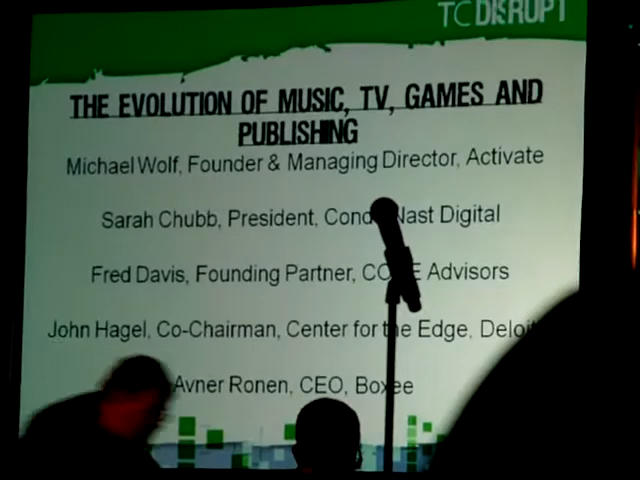 TC DISRUPT
THE EVOLUTION OF MUSIC, TV, GAMES AND
PUBLISHING
Michael Wolf, Founder & Managing Director, Activate
Sarah Chubb, President, Nast Digital
Fred Davis, Founding Partner, Advisors
John Hagel, Co-Chairman, Center for the Edge,
Avner Ronen, CEO, Boxee